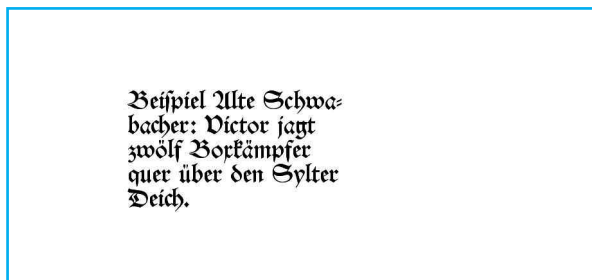 Beiſpiel Alte Schwa⸗
bacher: Victor jagt
zwölf Boxkämpfer
quer über den Sylter
Deich.